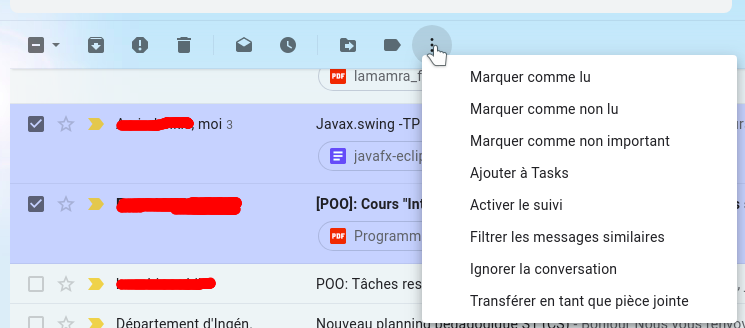 PDF lamamra_f
Marquer comme lu
Marquer comme non lu
Marquer comme non important
Ajouter à Tasks
Activer le suivi
Filtrer les messages similaires
Ignorer la conversation
Transférer en tant que pièce jointe
, moi 3 Javax.swing -TP
javafx-eclip
[POO]: Cours "Int
PDF Programm
POO: Tâches res
Département d'Ingén. Nouveau planning pédagogique S1 (CS) - Bonjour Nous vous